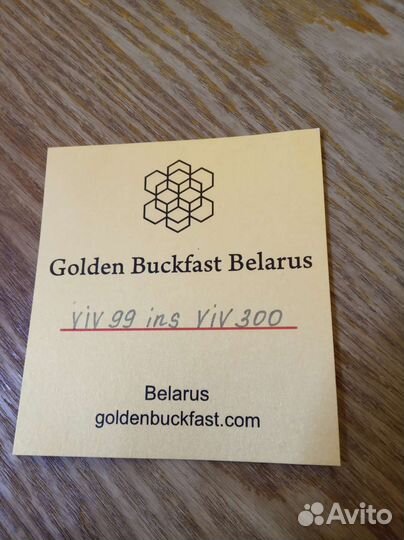 Golden Buckfast Belarus
viv 99 ins viv 300
Belarus
goldenbuckfast.com
Avito